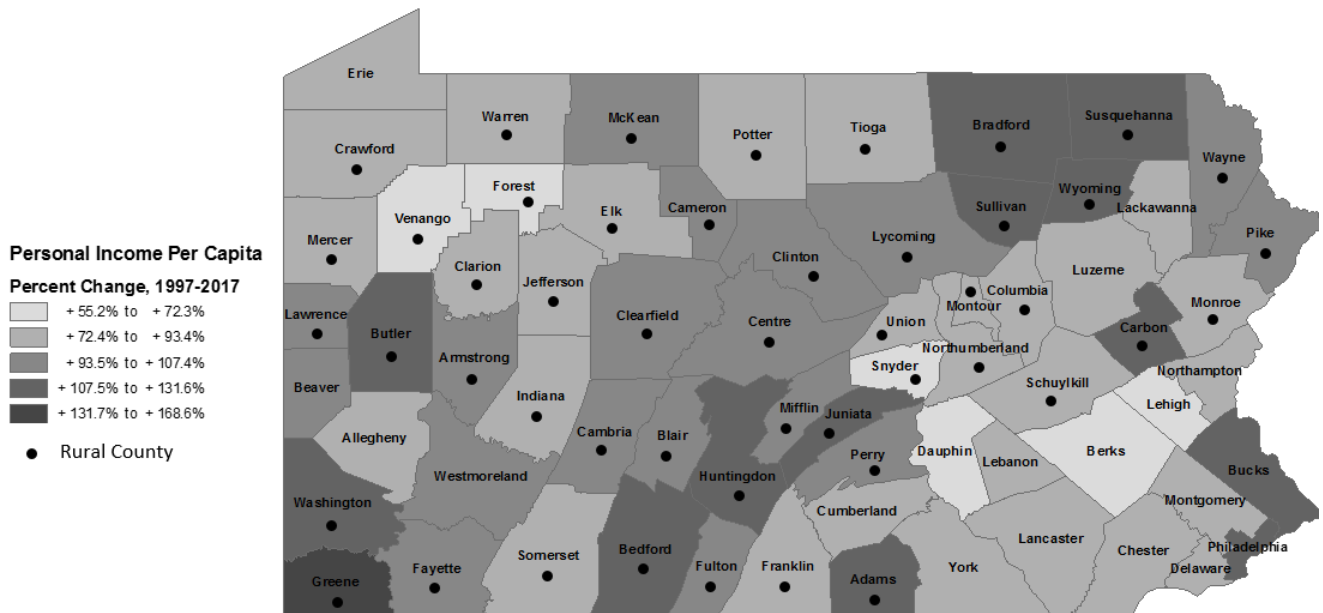 Erie
Warren
McKean
Potter
Tioga
Bradford
Susquehanna
Crawford
Wayne
Forest
Venango
Elk
Cameron
Sullivan
Wyoming
Lackawanna
Mercer
Lycoming
Pike
Personal Income Per Capita
Percent Change, 1997-2017
+ 55.2% to + 72.3%
+ 72.4% to + 93.4%
+ 93.5% to + 107.4%
+ 107.5% to + 131.6%
+ 131.7% to + 168.6%
Rural County
Clarion
Jefferson
Clinton
Luzerne
Columbia
Montour
Monroe
Lawrence
Butler
Clearfield
Centre
Union
Carbon
Armstrong
Northumberland
Beaver
Snyder
Northampton
Schuylkill
Indiana
Lehigh
Mifflin
Juniata
Allegheny
Cambria
Blair
Dauphin
Berks
Perry
Lebanon
Westmoreland
Huntingdon
Bucks
Washington
Montgomery
Cumberland
Lancaster
Philadelphia
Somerset
Bedford
Chester
Fulton
Franklin
York
Delaware
Fayette
Adams
Greene